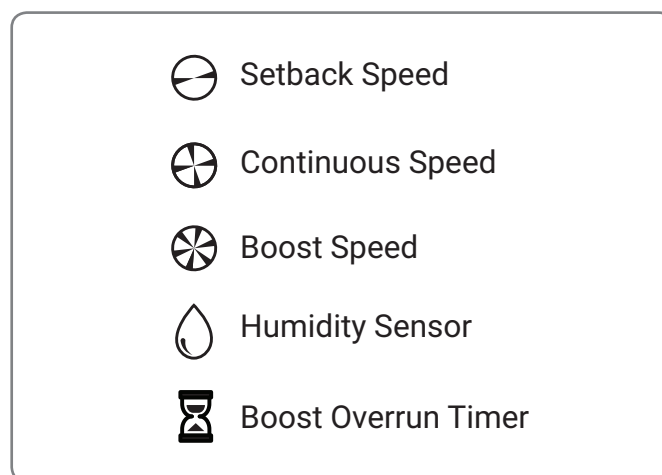 Setback Speed
Continuous Speed
Boost Speed
Humidity Sensor
Boost Overrun Timer